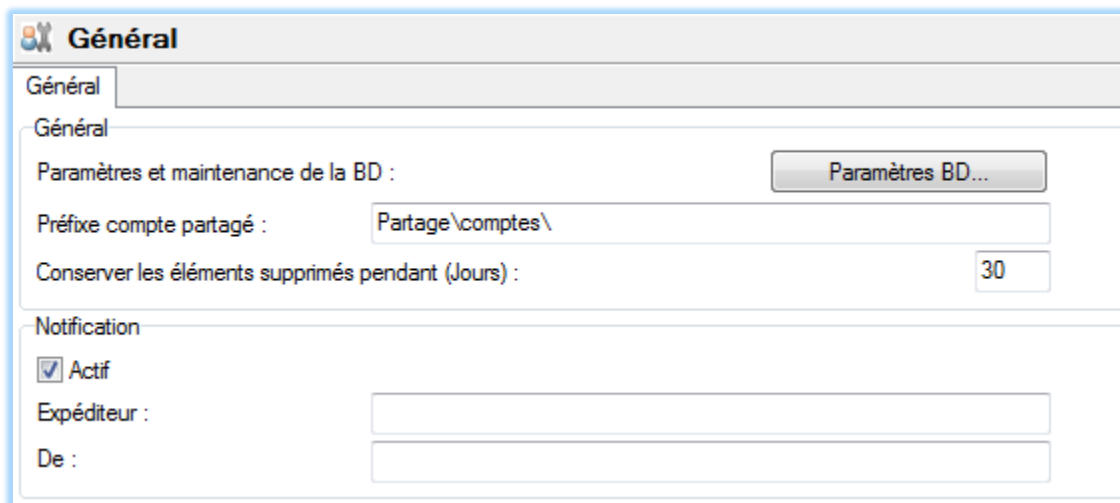 Général
Général
Général
Paramètres et maintenance de la BD : Paramètres BD...
Préfixe compte partagé : Partage\comptes\
Conserver les éléments supprimés pendant (Jours) : 30
Notification
Actif
Expéditeur :
De :